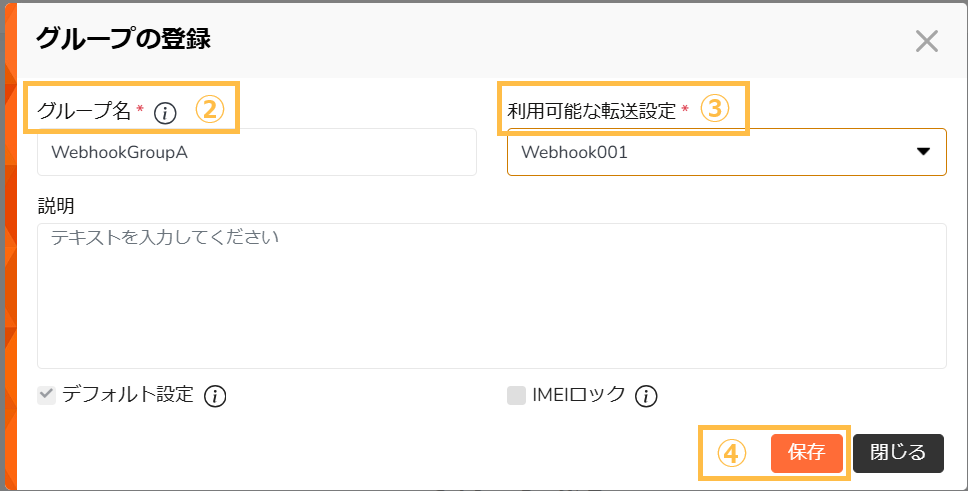 グループの登録
グループ名 * ②
利用可能な転送設定 * ③
WebhookGroupA
Webhook001
説明
テキストを入力してください
デフォルト設定
IMEIロック
④ 保存 閉じる